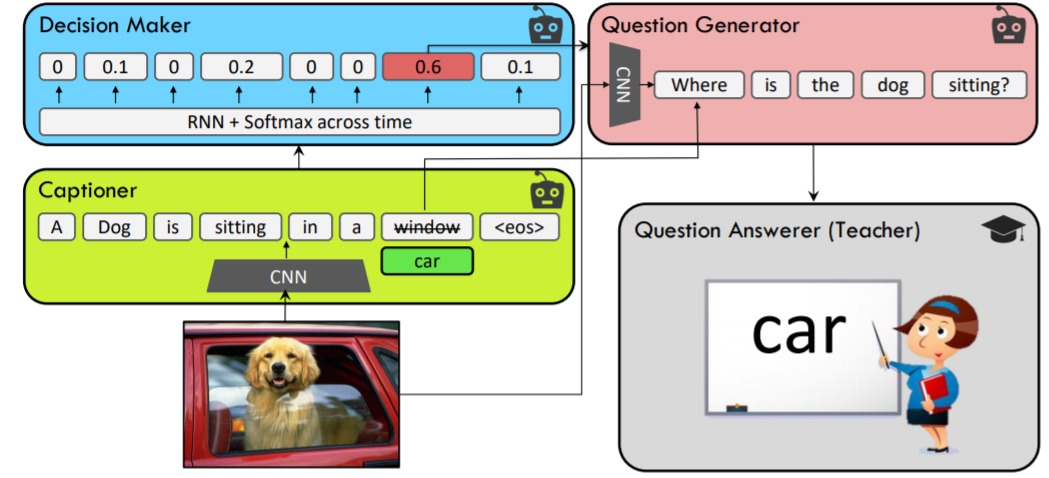 Decision Maker
0 0.1 0 0.2 0 0 0.6 0.1
RNN + Softmax across time
Captioner
A Dog is sitting in a window <eos>
car
CNN
Question Generator
CNN
Where is the dog sitting?
Question Answerer (Teacher)
car